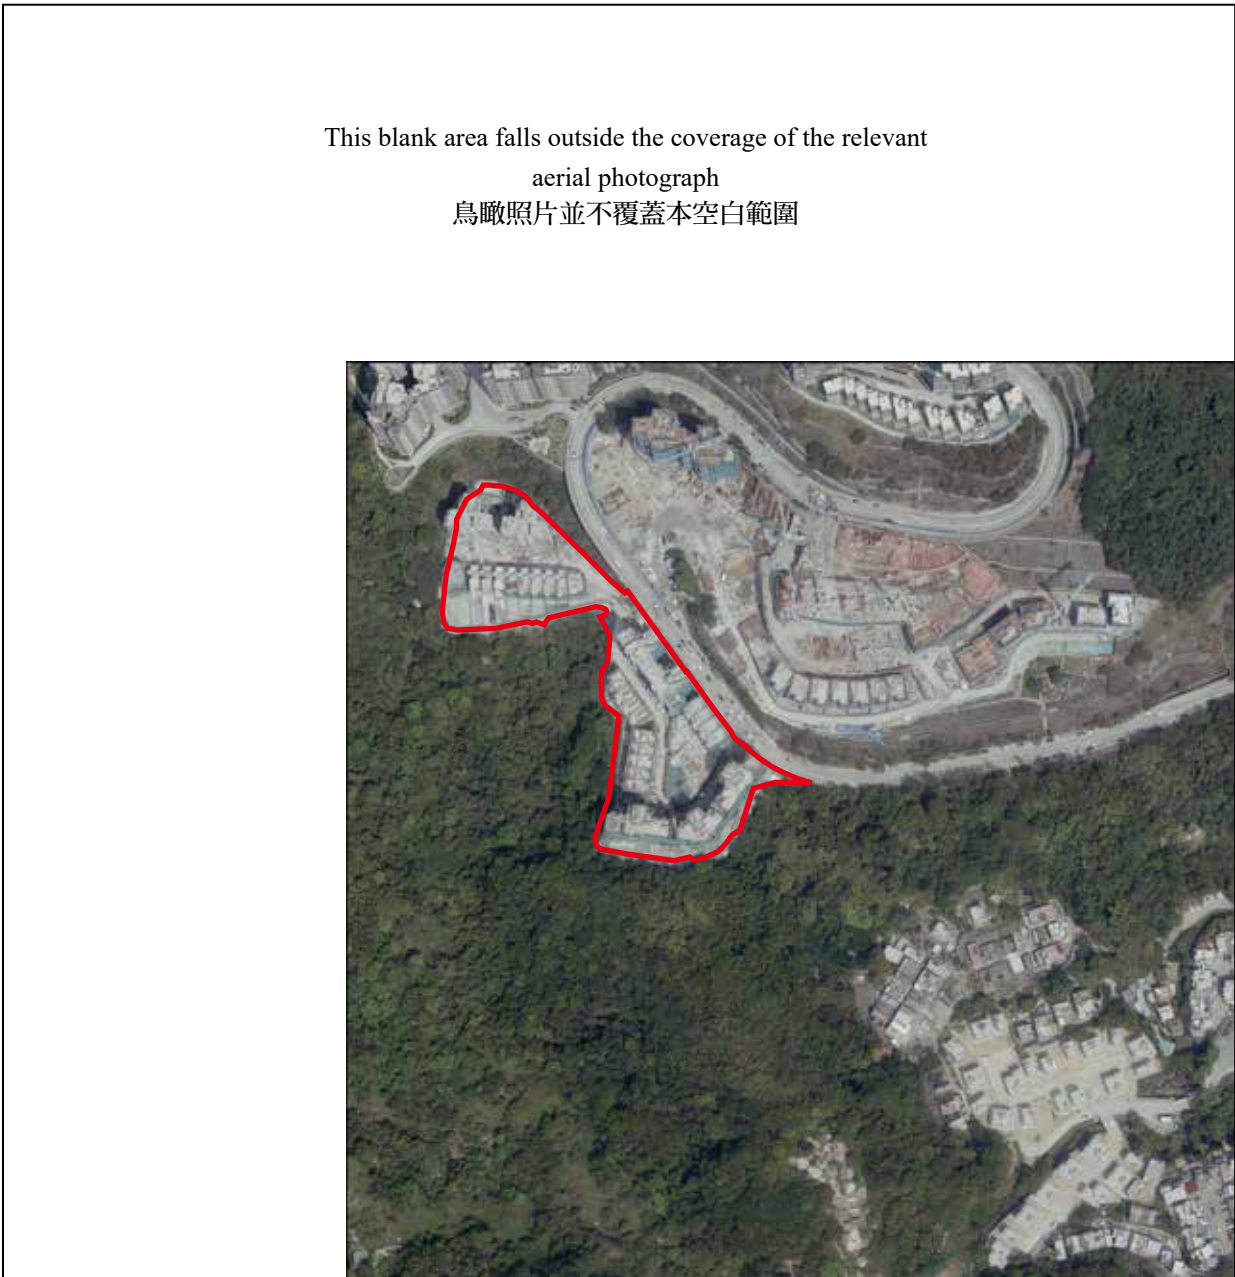 This blank area falls outside the coverage of the relevant
aerial photograph
鳥瞰照片並不覆蓋本空白範圍